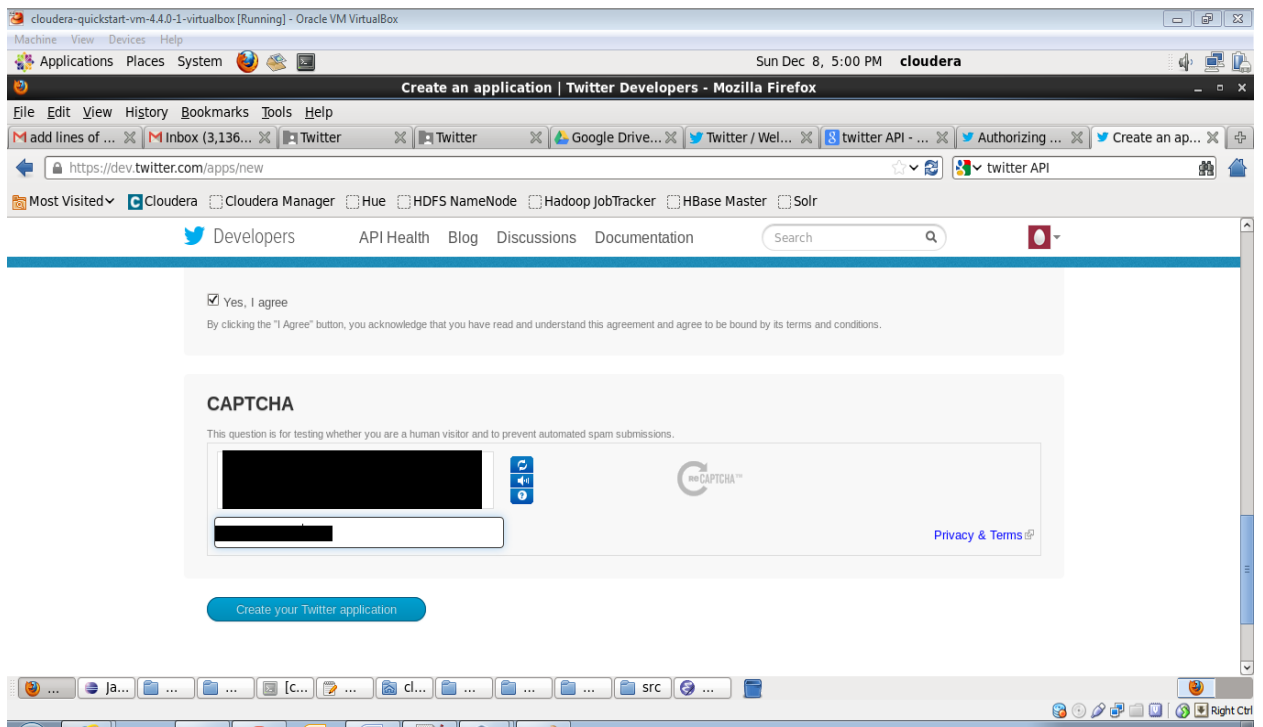 cloudera-quickstart-vm-4.4.0-1-virtualbox [Running] - Oracle VM VirtualBox
Machine View Devices Help
Applications Places System Sun Dec 8, 5:00 PM cloudera
Create an application | Twitter Developers - Mozilla Firefox
File Edit View History Bookmarks Tools Help
add lines of ... Inbox (3,136... Twitter Twitter Google Drive... Twitter / Wel... twitter API - ... Authorizing ... Create an ap...
https://dev.twitter.com/apps/new twitter API
Most Visited Cloudera Cloudera Manager Hue HDFS NameNode Hadoop JobTracker HBase Master Solr
Developers API Health Blog Discussions Documentation Search
Yes, I agree
By clicking the "I Agree" button, you acknowledge that you have read and understand this agreement and agree to be bound by its terms and conditions.
CAPTCHA
This question is for testing whether you are a human visitor and to prevent automated spam submissions.
reCAPTCHA™
Privacy & Terms
Create your Twitter application
... Ja... ... ... [c... ... cl... ... ... ... src ...
Right Ctrl